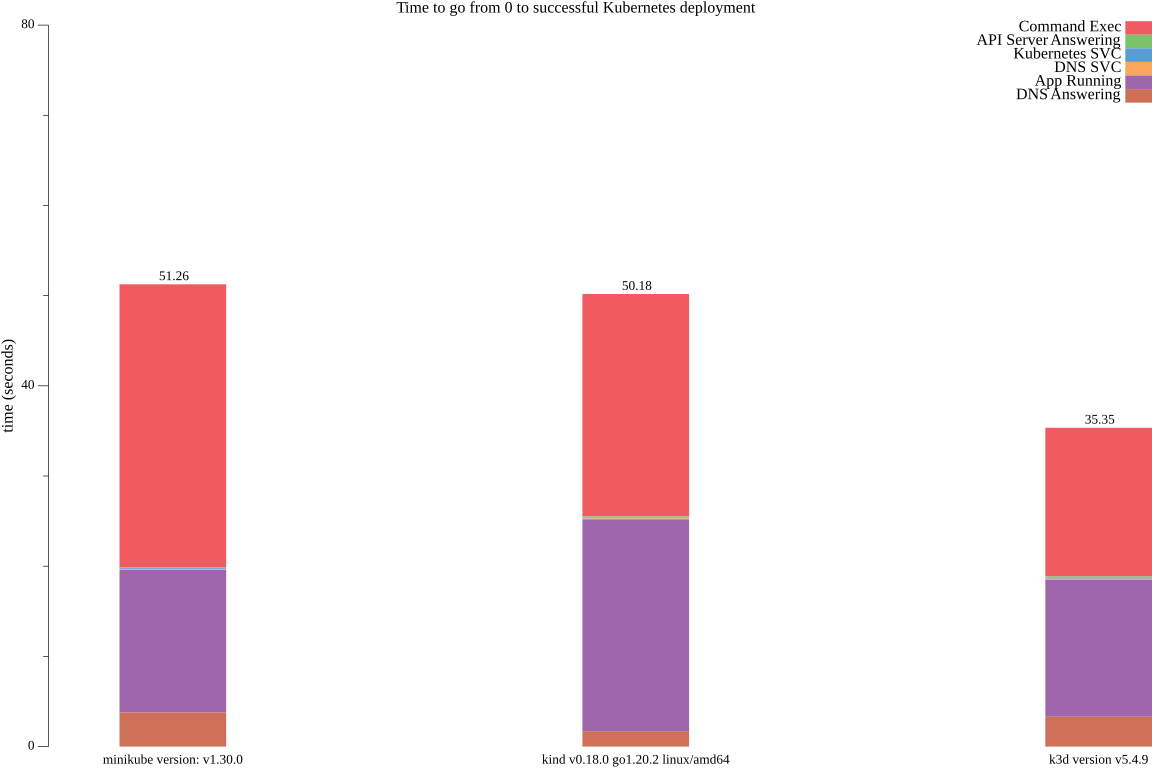 Time to go from 0 to successful Kubernetes deployment
80
Command Exec
API Server Answering
Kubernetes SVC
DNS SVC
App Running
DNS Answering
51.26
50.18
time (seconds)
40
35.35
0
minikube version: v1.30.0
kind v0.18.0 go1.20.2 linux/amd64
k3d version v5.4.9